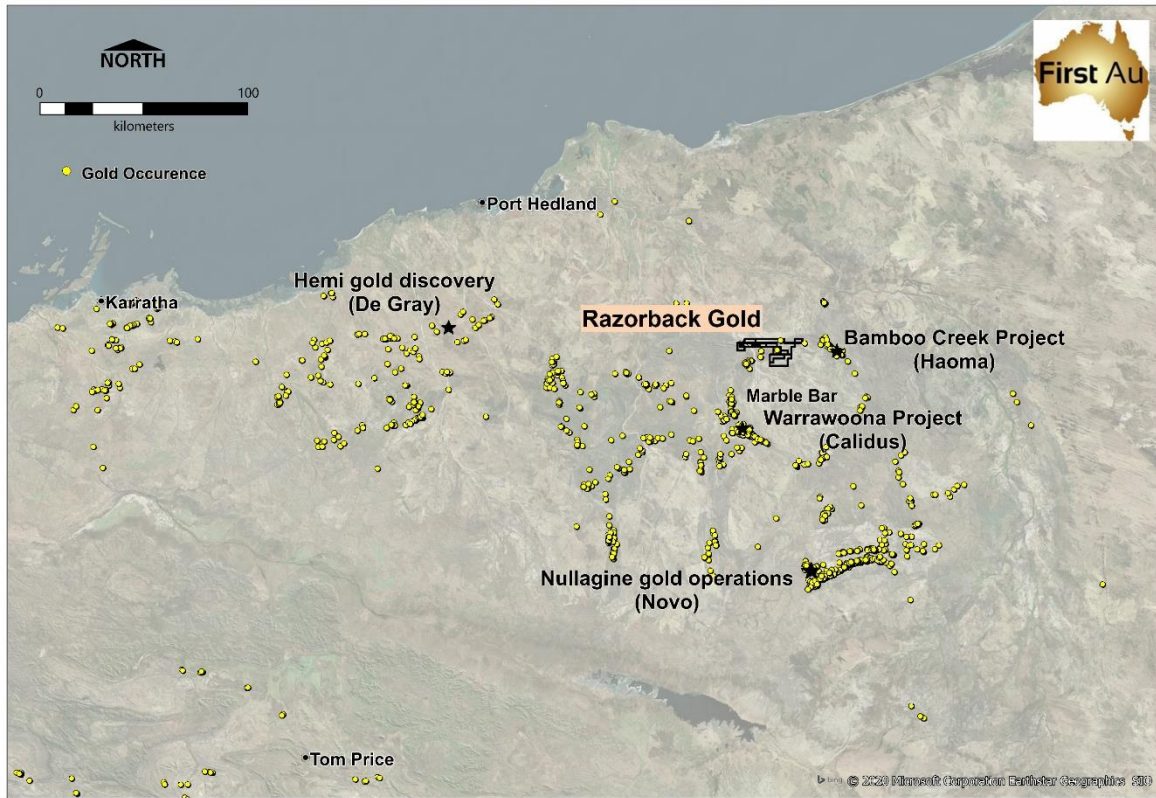 NORTH
0 100
kilometers
Gold Occurence
First Au
Port Hedland
Karratha
Hemi gold discovery
(De Gray)
Razorback Gold
Bamboo Creek Project
(Haoma)
Marble Bar
Warrawoona Project
(Calidus)
Nullagine gold operations
(Novo)
Tom Price
bing © 2020 Microsoft Corporation Earthstar Geographics SIO